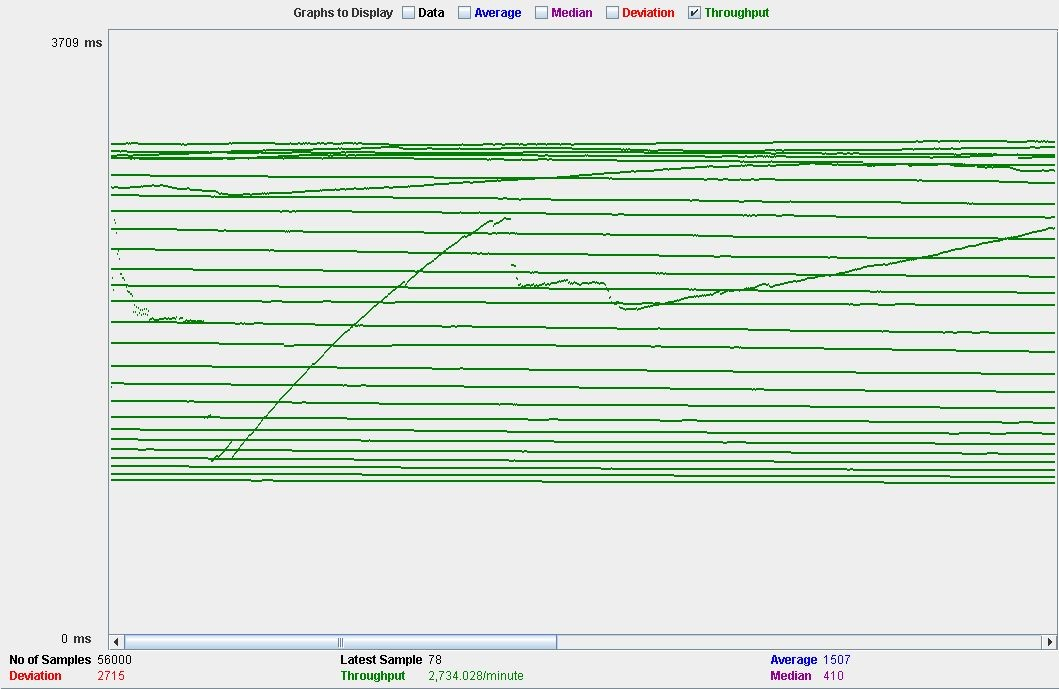 Graphs to Display Data Average Median Deviation Throughput
3709 ms
0 ms
No of Samples 56000 Latest Sample 78 Average 1507
Deviation 2715 Throughput 2,734.028/minute Median 410